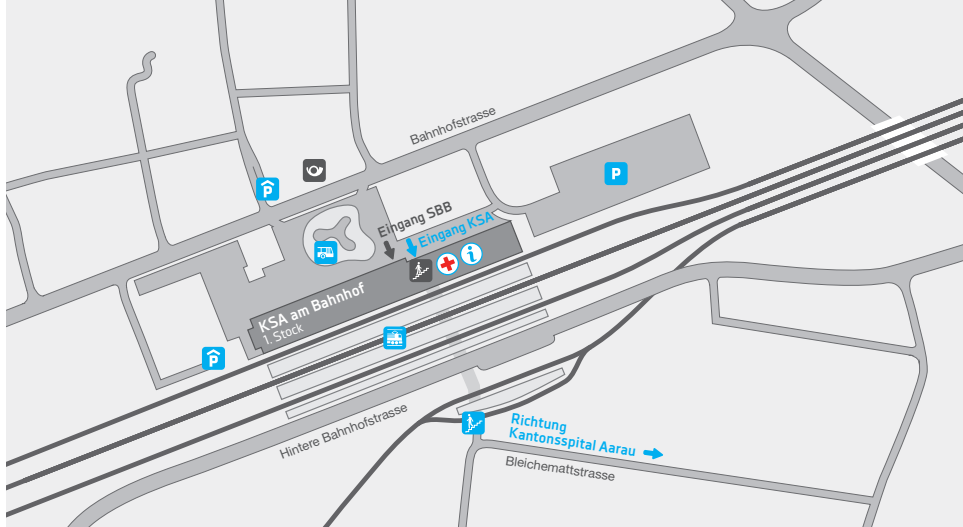 Bahnhofstrasse
P
P
Eingang SBB
Eingang KSA
i
KSA am Bahnhof
1. Stock
P
Hintere Bahnhofstrasse
Richtung
Kantonsspital Aarau
Bleichemattstrasse